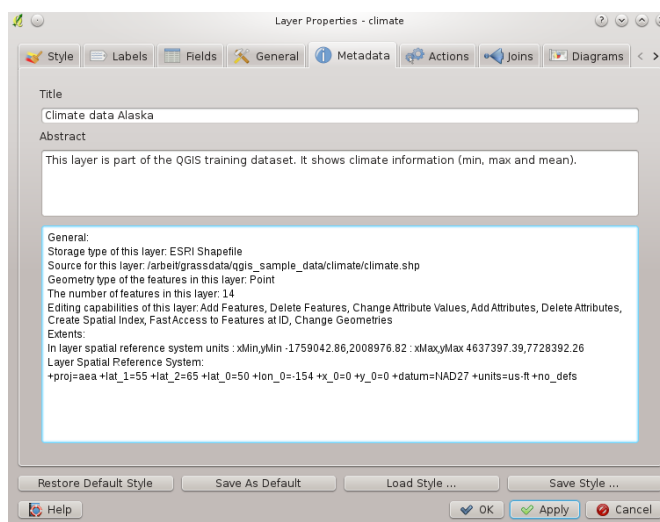 Layer Properties - climate
Style Labels Fields General Metadata Actions Joins Diagrams
Title
Climate data Alaska
Abstract
This layer is part of the QGIS training dataset. It shows climate information (min, max and mean).
General:
Storage type of this layer: ESRI Shapefile
Source for this layer: /arbeit/grassdata/qgis_sample_data/climate/climate.shp
Geometry type of the features in this layer: Point
The number of features in this layer: 14
Editing capabilities of this layer: Add Features, Delete Features, Change Attribute Values, Add Attributes, Delete Attributes,
Create Spatial Index, Fast Access to Features at ID, Change Geometries
Extents:
In layer spatial reference system units : xMin,yMin -1759042.86,2008976.82 : xMax,yMax 4637397.39,7728392.26
Layer Spatial Reference System:
+proj=aea +lat_1=55 +lat_2=65 +lat_0=50 +lon_0=-154 +x_0=0 +y_0=0 +datum=NAD27 +units=us-ft +no_defs
Restore Default Style Save As Default Load Style ... Save Style ...
Help OK Apply Cancel